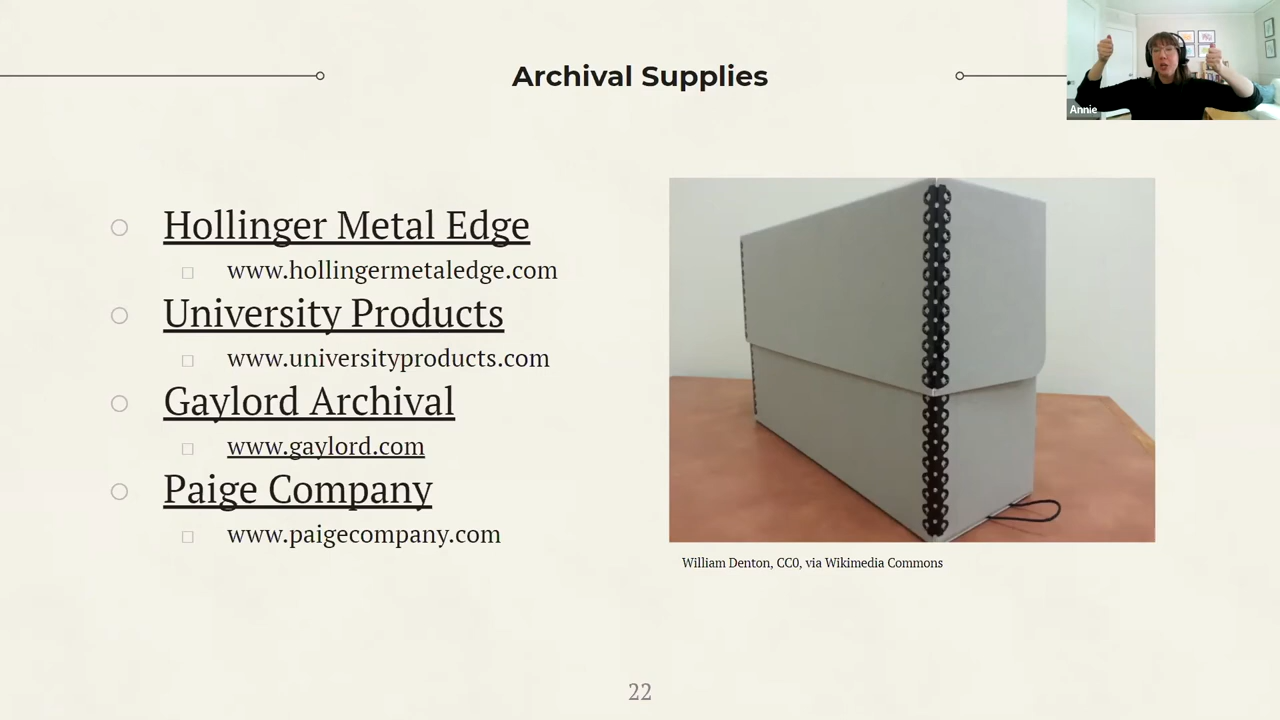 Archival Supplies
Annie
Hollinger Metal Edge
www.hollingermetaledge.com
University Products
www.universityproducts.com
Gaylord Archival
www.gaylord.com
Paige Company
www.paigecompany.com
William Denton, CC0, via Wikimedia Commons
22